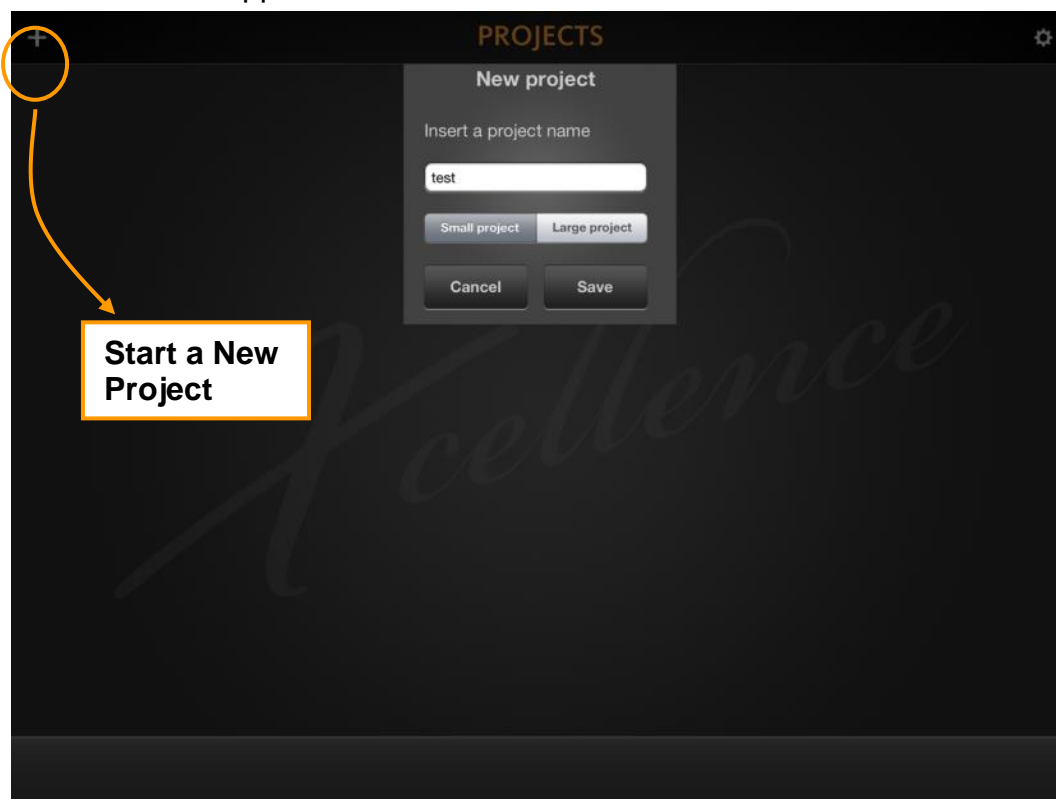 +
PROJECTS
New project
Insert a project name
test
Small project Large project
Cancel Save
Start a New
Project
Xcellence